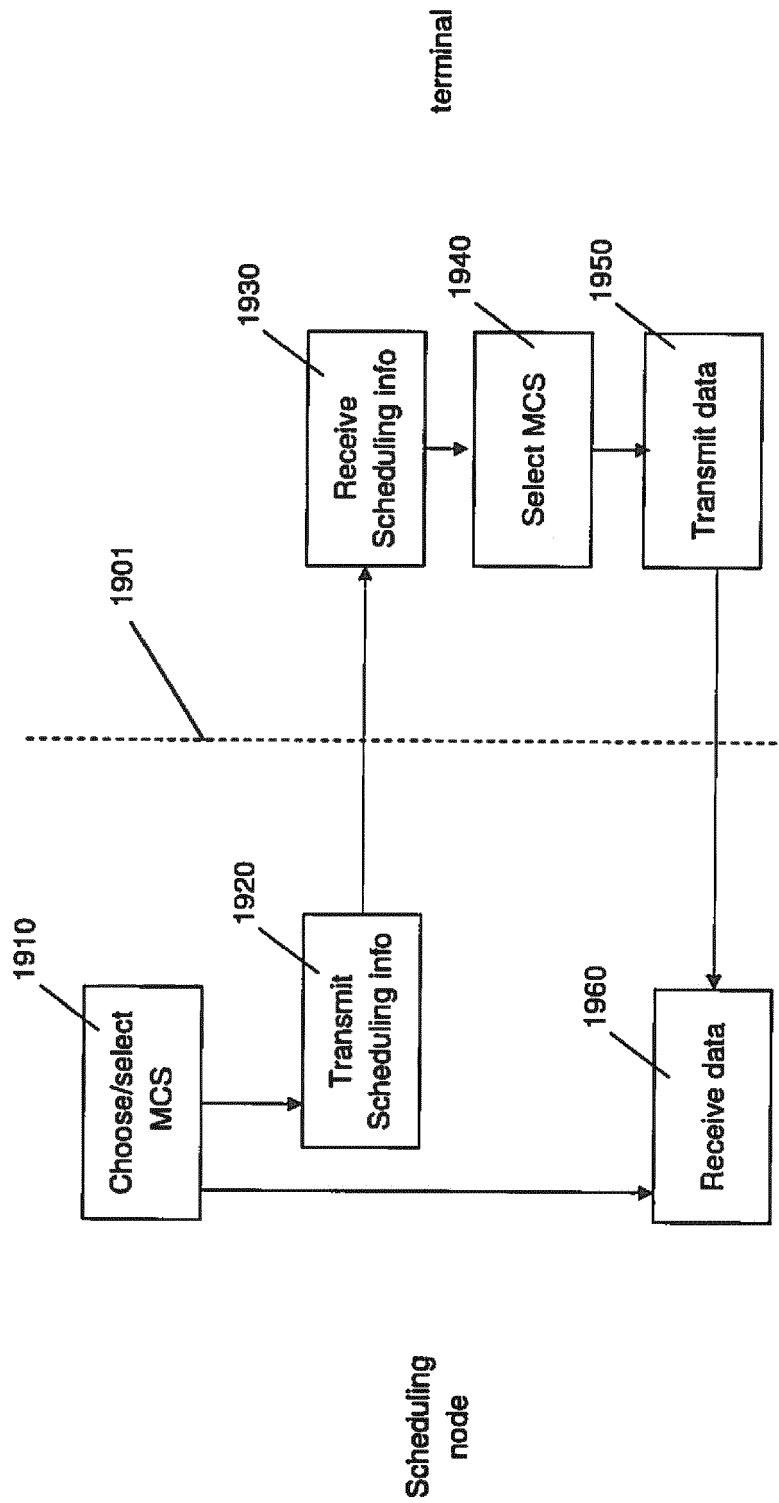 Scheduling
node
terminal
1901
1910
Choose/select
MCS
1920
Transmit
Scheduling info
1930
Receive
Scheduling info
1940
Select MCS
1950
Transmit data
1960
Receive data